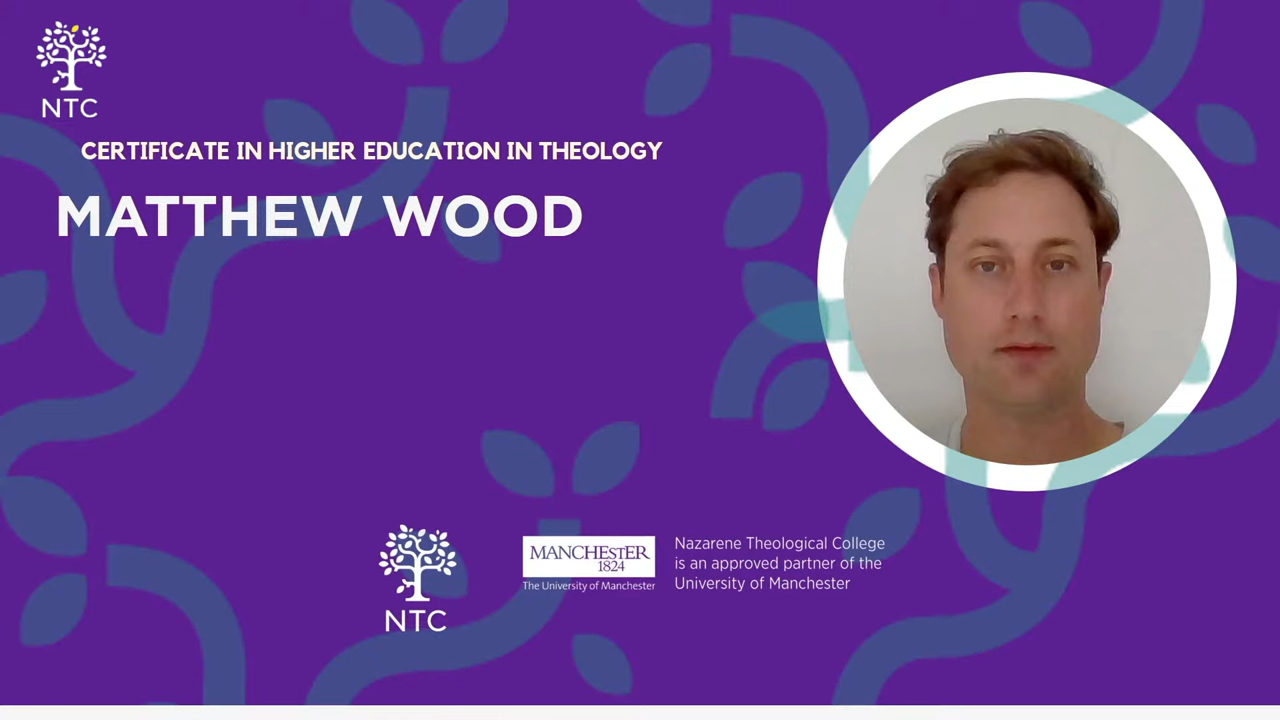 NTC
CERTIFICATE IN HIGHER EDUCATION IN THEOLOGY
MATTHEW WOOD
NTC
MANCHESTER
1824
The University of Manchester
Nazarene Theological College
is an approved partner of the
University of Manchester